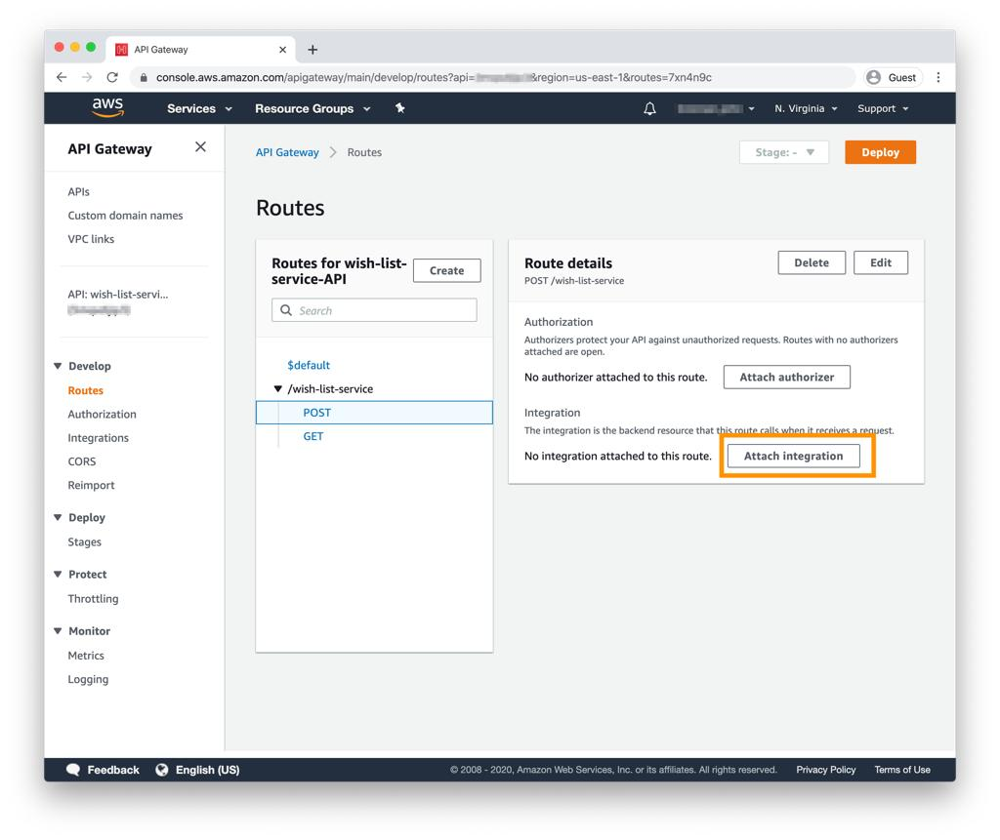 API Gateway
console.aws.amazon.com/apigateway/main/develop/routes?api=
&region=us-east-1&routes=7xn4n9c
Guest
aws
Services
Resource Groups
N. Virginia
Support
API Gateway
APIs
Custom domain names
VPC links
API: wish-list-servi...
Develop
Routes
Authorization
Integrations
CORS
Reimport
Deploy
Stages
Protect
Throttling
Monitor
Metrics
Logging
API Gateway
Routes
Stage: -
Deploy
Routes
Routes for wish-list-
service-API
Create
Search
$default
/wish-list-service
POST
GET
Route details
POST /wish-list-service
Delete
Edit
Authorization
Authorizers protect your API against unauthorized requests. Routes with no authorizers
attached are open.
No authorizer attached to this route.
Attach authorizer
Integration
The integration is the backend resource that this route calls when it receives a request.
No integration attached to this route.
Attach integration
Feedback
English (US)
© 2008 - 2020, Amazon Web Services, Inc. or its affiliates. All rights reserved.
Privacy Policy
Terms of Use